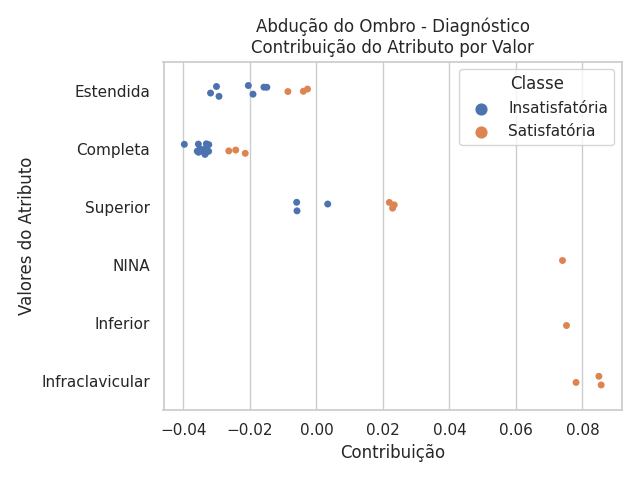 Abdução do Ombro - Diagnóstico
Contribuição do Atributo por Valor
Classe
Insatisfatória
Satisfatória
Valores do Atributo
Estendida
Completa
Superior
NINA
Inferior
Infraclavicular
−0.04 −0.02 0.00 0.02 0.04 0.06 0.08
Contribuição